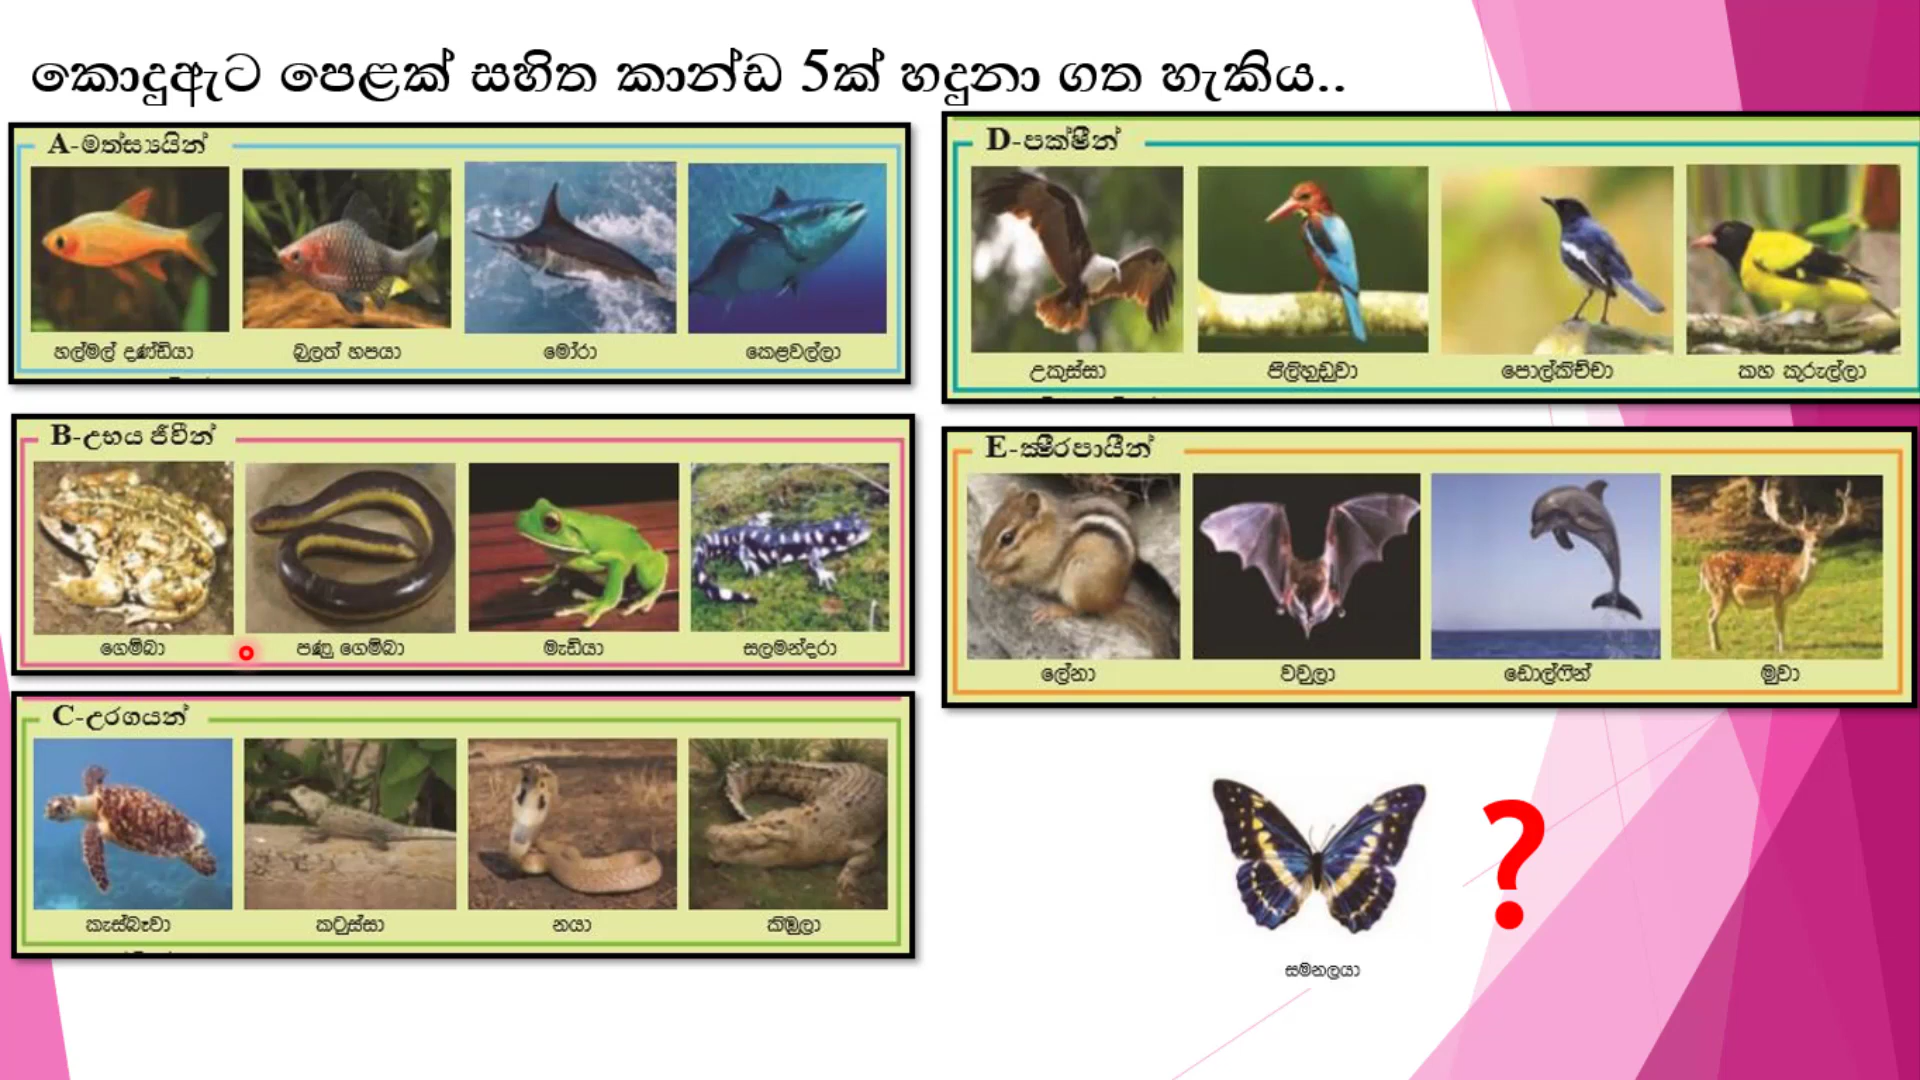 කොදුඇට පෙළක් සහිත කාන්ඩ 5ක් හදුනා ගත හැකිය..
A-මත්ස්‍යයින්
හල්මල් දණ්ඩියා බුලත් හපයා මෝරා කෙළවල්ලා
B-උභය ජීවීන්
ගෙම්බා පණු ගෙම්බා මැඩියා සලමන්දරා
C-උරගයන්
කැස්බෑවා කටුස්සා නයා කිඹුලා
D-පක්ෂීන්
උකුස්සා පිලිහුඩුවා පොල්කිච්චා කහ කුරුල්ලා
E-ක්ෂීරපායීන්
ලේනා වවුලා ඩොල්ෆින් මුවා
?
සමනලයා